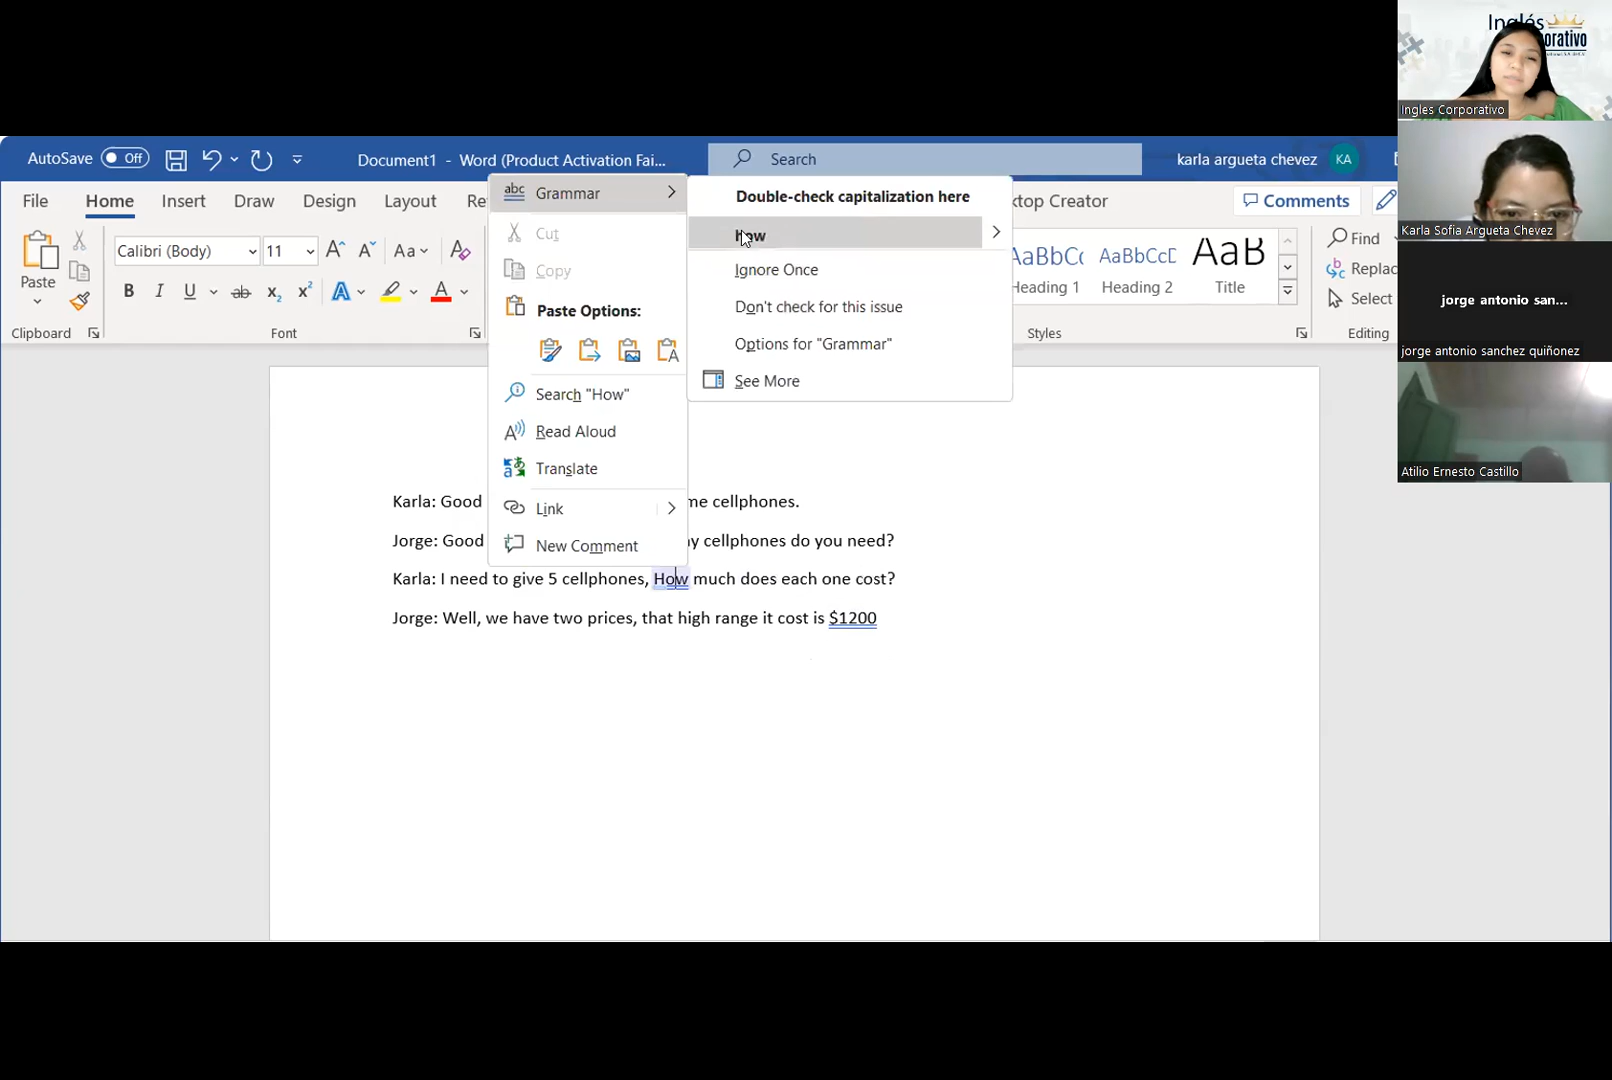 Inglés
orativo
Ingles Corporativo
AutoSave Off
Document1 - Word (Product Activation Fai...
Search
karla argueta chevez KA
Karla Sofia Argueta Chevez
File Home Insert Draw Design Layout Re
ktop Creator
Comments
abc Grammar
Double-check capitalization here
how
Ignore Once
Don't check for this issue
Options for "Grammar"
See More
Cut
Copy
Paste Options:
Search "How"
Read Aloud
Translate
Link
New Comment
Paste
Calibri (Body) 11
Clipboard
Font
AaBbCc AaBbCcD AaB
Heading 1 Heading 2 Title
Styles
Find
Replac
Select
Editing
jorge antonio san...
jorge antonio sanchez quiñonez
Atilio Ernesto Castillo
Karla: Good me cellphones.
Jorge: Good ny cellphones do you need?
Karla: I need to give 5 cellphones, How much does each one cost?
Jorge: Well, we have two prices, that high range it cost is $1200